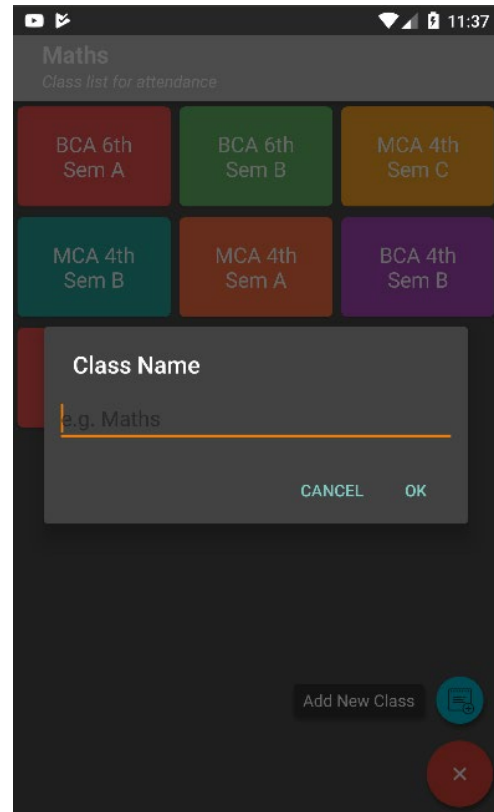 11:37
Maths
Class list for attendance
BCA 6th
Sem A
BCA 6th
Sem B
MCA 4th
Sem C
MCA 4th
Sem B
MCA 4th
Sem A
BCA 4th
Sem B
Class Name
e.g. Maths
CANCEL OK
Add New Class